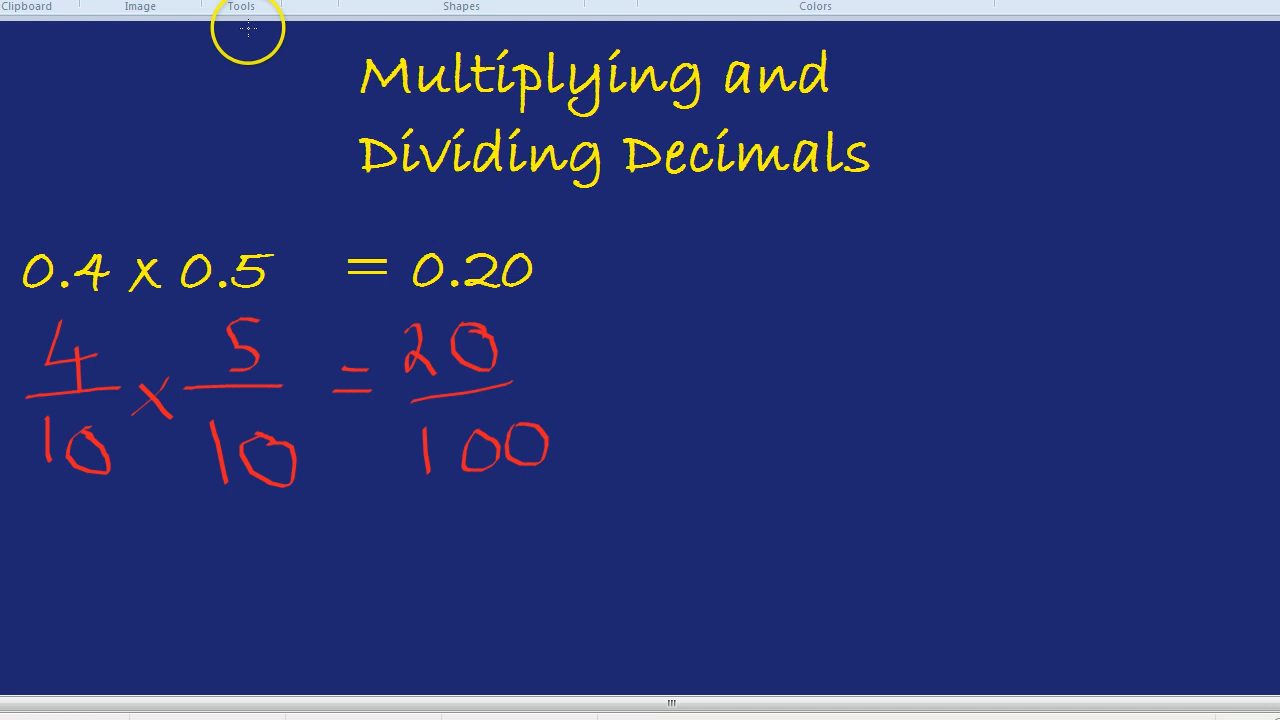 Clipboard Image Tools Shapes Colors
Multiplying and
Dividing Decimals
0.4 x 0.5 = 0.20
4/10 x 5/10 = 20/100